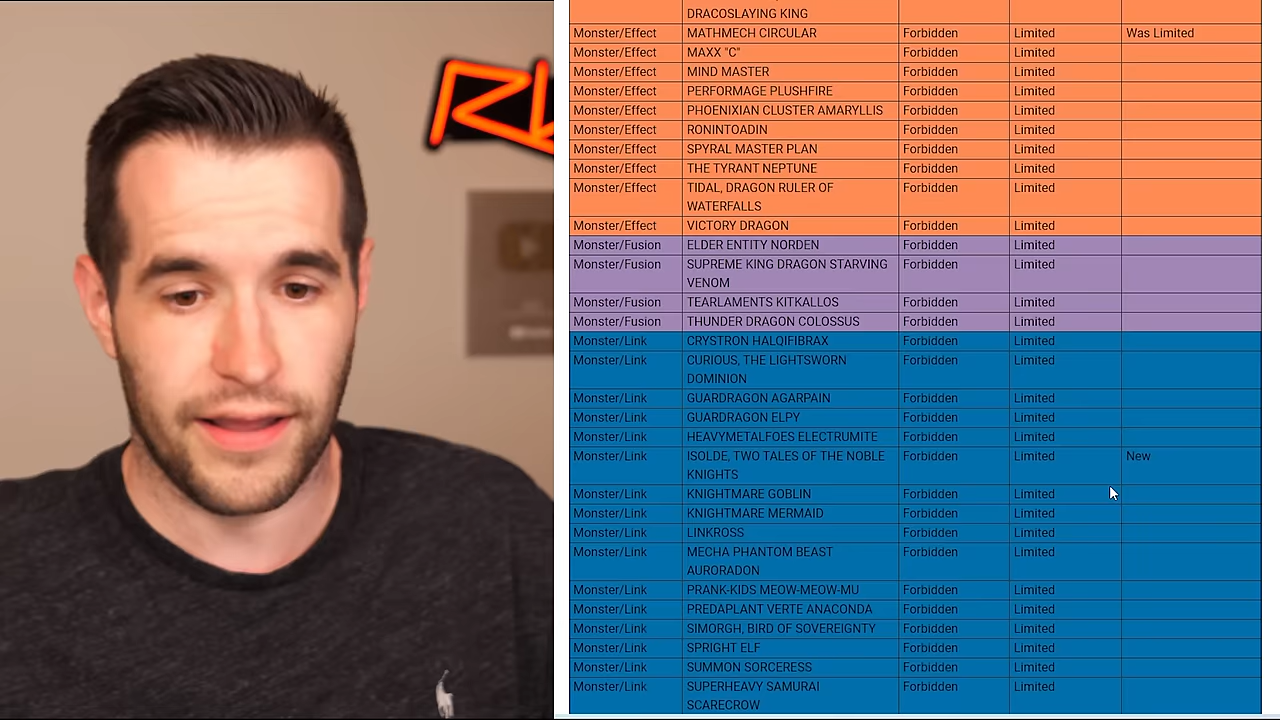 DRACOSLAYING KING
Monster/Effect MATHMECH CIRCULAR Forbidden Limited Was Limited
Monster/Effect MAXX "C" Forbidden Limited
Monster/Effect MIND MASTER Forbidden Limited
Monster/Effect PERFORMAGE PLUSHFIRE Forbidden Limited
Monster/Effect PHOENIXIAN CLUSTER AMARYLLIS Forbidden Limited
Monster/Effect RONINTOADIN Forbidden Limited
Monster/Effect SPYRAL MASTER PLAN Forbidden Limited
Monster/Effect THE TYRANT NEPTUNE Forbidden Limited
Monster/Effect TIDAL, DRAGON RULER OF Forbidden Limited
WATERFALLS
Monster/Effect VICTORY DRAGON Forbidden Limited
Monster/Fusion ELDER ENTITY NORDEN Forbidden Limited
Monster/Fusion SUPREME KING DRAGON STARVING Forbidden Limited
VENOM
Monster/Fusion TEARLAMENTS KITKALLOS Forbidden Limited
Monster/Fusion THUNDER DRAGON COLOSSUS Forbidden Limited
Monster/Link CRYSTRON HALQIFIBRAX Forbidden Limited
Monster/Link CURIOUS, THE LIGHTSWORN Forbidden Limited
DOMINION
Monster/Link GUARDRAGON AGARPAIN Forbidden Limited
Monster/Link GUARDRAGON ELPY Forbidden Limited
Monster/Link HEAVYMETALFOES ELECTRUMITE Forbidden Limited
Monster/Link ISOLDE, TWO TALES OF THE NOBLE Forbidden Limited New
KNIGHTS
Monster/Link KNIGHTMARE GOBLIN Forbidden Limited
Monster/Link KNIGHTMARE MERMAID Forbidden Limited
Monster/Link LINKROSS Forbidden Limited
Monster/Link MECHA PHANTOM BEAST Forbidden Limited
AURORADON
Monster/Link PRANK-KIDS MEOW-MEOW-MU Forbidden Limited
Monster/Link PREDAPLANT VERTE ANACONDA Forbidden Limited
Monster/Link SIMORGH, BIRD OF SOVEREIGNTY Forbidden Limited
Monster/Link SPRIGHT ELF Forbidden Limited
Monster/Link SUMMON SORCERESS Forbidden Limited
Monster/Link SUPERHEAVY SAMURAI Forbidden Limited
SCARECROW